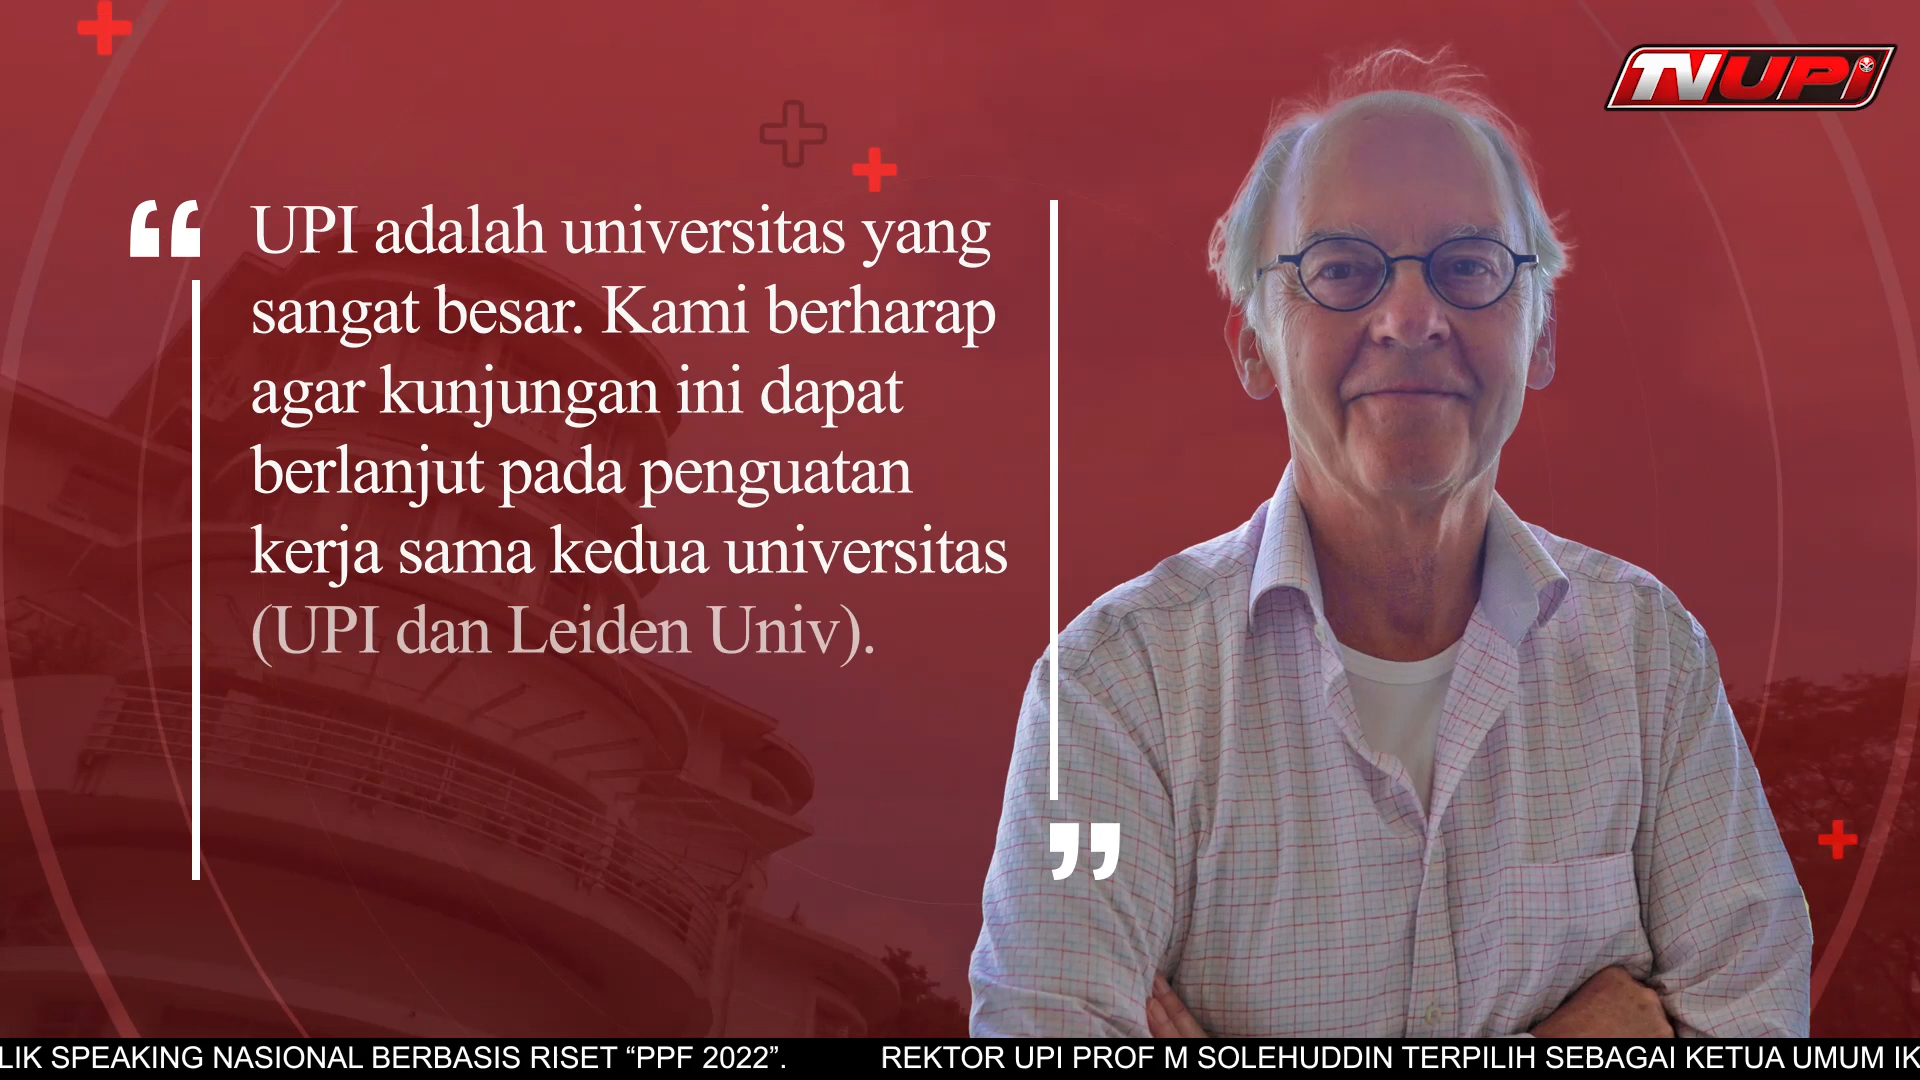 TVUPI
“
UPI adalah universitas yang
sangat besar. Kami berharap
agar kunjungan ini dapat
berlanjut pada penguatan
kerja sama kedua universitas
(UPI dan Leiden Univ).
”
LIK SPEAKING NASIONAL BERBASIS RISET “PPF 2022”. REKTOR UPI PROF M SOLEHUDDIN TERPILIH SEBAGAI KETUA UMUM IK